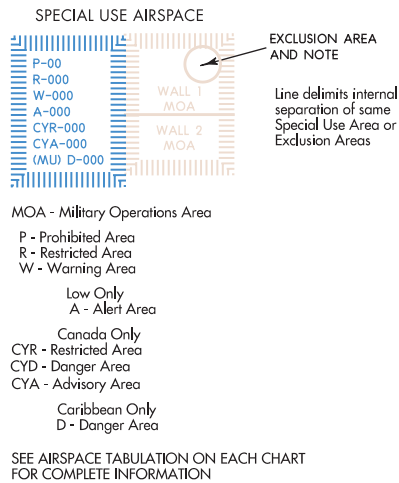 SPECIAL USE AIRSPACE
P-00
R-000
W-000
A-000
CYR-000
CYA-000
(MU) D-000
WALL 1
MOA
WALL 2
MOA
EXCLUSION AREA
AND NOTE
Line delimits internal
separation of same
Special Use Area or
Exclusion Areas
MOA - Military Operations Area
P - Prohibited Area
R - Restricted Area
W - Warning Area
Low Only
A - Alert Area
Canada Only
CYR - Restricted Area
CYD - Danger Area
CYA - Advisory Area
Caribbean Only
D - Danger Area
SEE AIRSPACE TABULATION ON EACH CHART
FOR COMPLETE INFORMATION